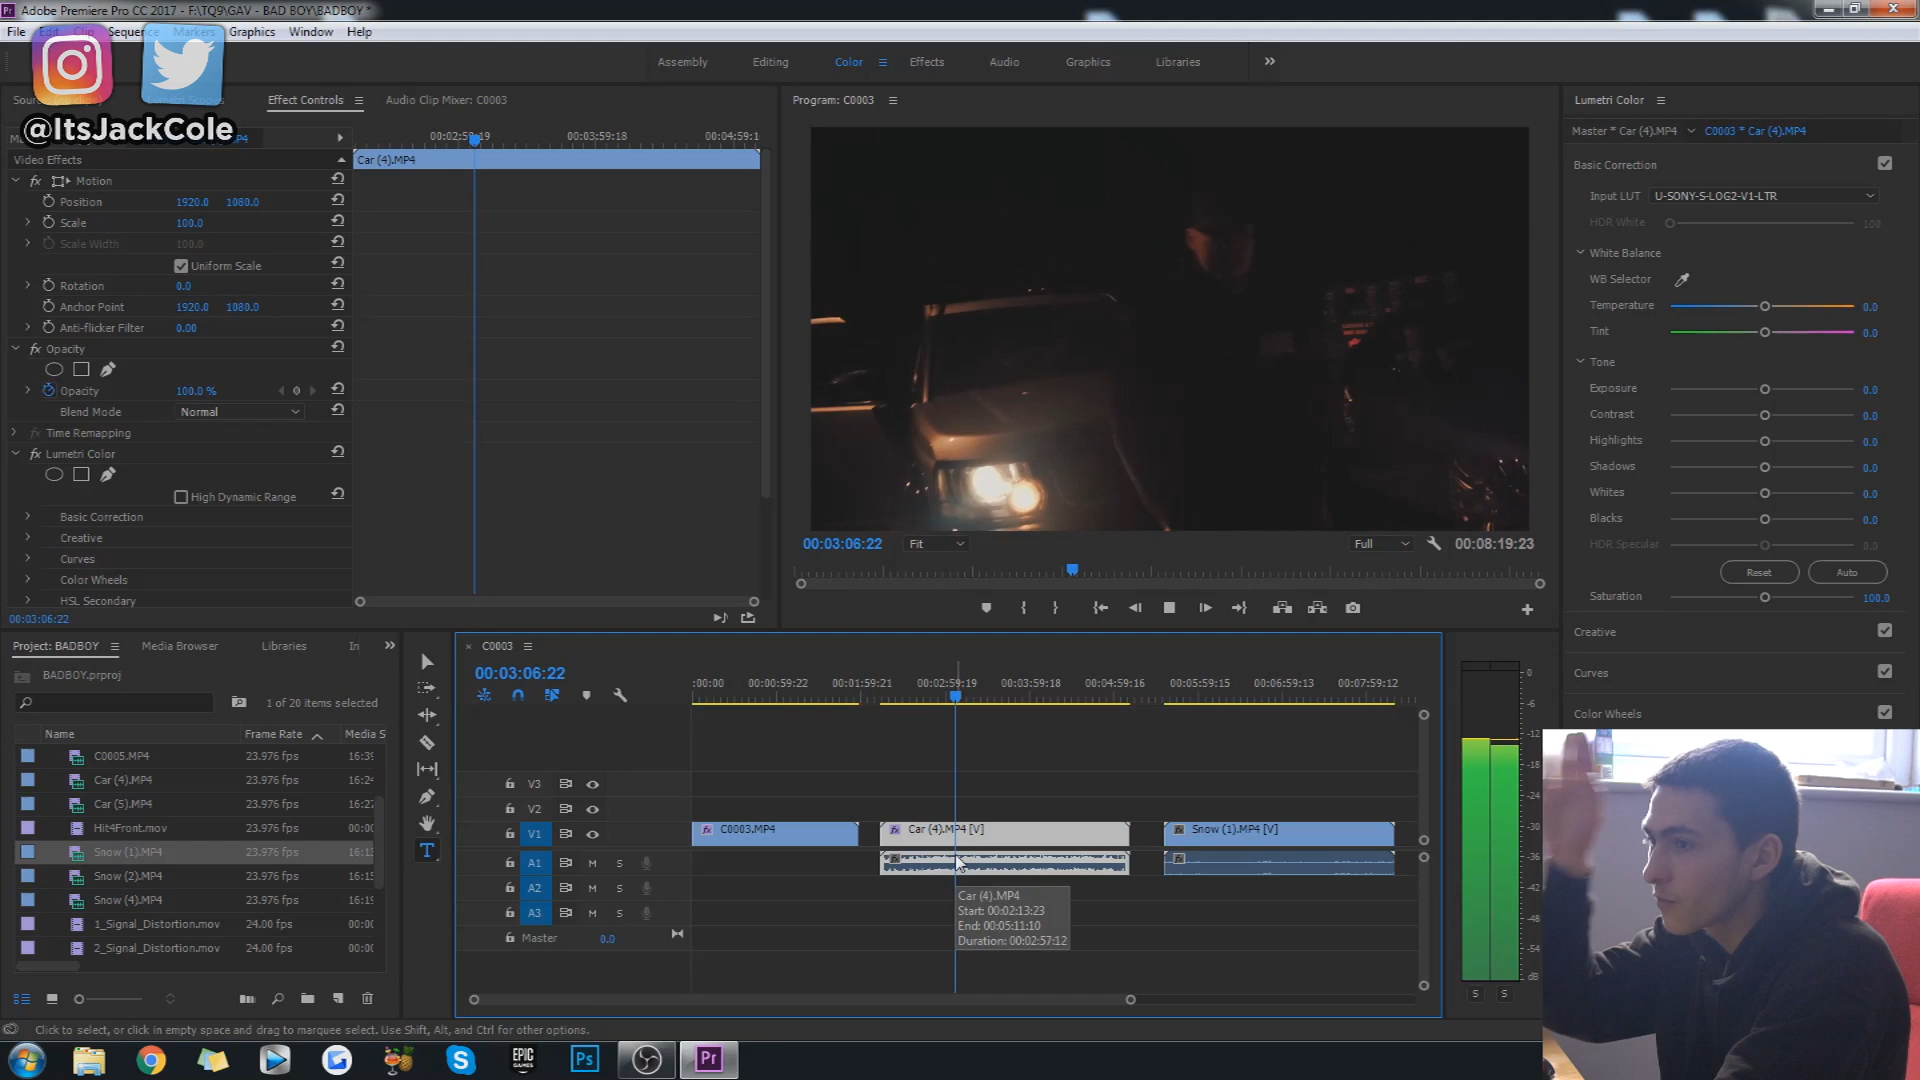 Adobe Premiere Pro CC 2017 - F:\TQ9\GAV - BAD BOY\BADBOY *
File Edit Clip Sequence Markers Graphics Window Help
@ItsJackCole
Assembly Editing Color Effects Audio Graphics Libraries
Effect Controls Audio Clip Mixer: C0003
00:02:59:19 00:03:59:18 00:04:59:1
Video Effects Car (4).MP4
Motion
Position 1920.0 1080.0
Scale 100.0
Scale Width 100.0
Uniform Scale
Rotation 0.0
Anchor Point 1920.0 1080.0
Anti-flicker Filter 0.00
Opacity
Opacity 100.0 %
Blend Mode Normal
Time Remapping
Lumetri Color
High Dynamic Range
Basic Correction
Creative
Curves
Color Wheels
HSL Secondary
00:03:06:22
Program: C0003
00:03:06:22 Fit Full 00:08:19:23
Lumetri Color
Master * Car (4).MP4 C0003 * Car (4).MP4
Basic Correction
Input LUT U-SONY-S-LOG2-V1-LTR
HDR White 100
White Balance
WB Selector
Temperature 0.0
Tint 0.0
Tone
Exposure 0.0
Contrast 0.0
Highlights 0.0
Shadows 0.0
Whites 0.0
Blacks 0.0
HDR Specular 0.0
Reset Auto
Saturation 100.0
Creative
Curves
Color Wheels
Project: BADBOY Media Browser Libraries In
BADBOY.prproj
1 of 20 items selected
Name Frame Rate Media S
C0005.MP4 23.976 fps 16:39
Car (4).MP4 23.976 fps 16:24
Car (5).MP4 23.976 fps 16:27
Hit4Front.mov 23.976 fps 00:00
Snow (1).MP4 23.976 fps 16:13
Snow (2).MP4 23.976 fps 16:15
Snow (4).MP4 23.976 fps 16:19
1_Signal_Distortion.mov 24.00 fps 00:00
2_Signal_Distortion.mov 24.00 fps 00:00
C0003
00:03:06:22
:00:00 00:00:59:22 00:01:59:21 00:02:59:19 00:03:59:18 00:04:59:16 00:05:59:15 00:06:59:13 00:07:59:12
V3
V2
V1 C0003.MP4 Car (4).MP4 [V] Snow (1).MP4 [V]
A1 M S
A2 M S
A3 M S
Master 0.0
Car (4).MP4
Start: 00:02:13:23
End: 00:05:11:10
Duration: 00:02:57:12
0
-6
-12
-18
-24
-30
-36
-42
-48
-54
dB
S S
Click to select, or click in empty space and drag to marquee select. Use Shift, Alt, and Ctrl for other options.
EPIC GAMES Ps Pr